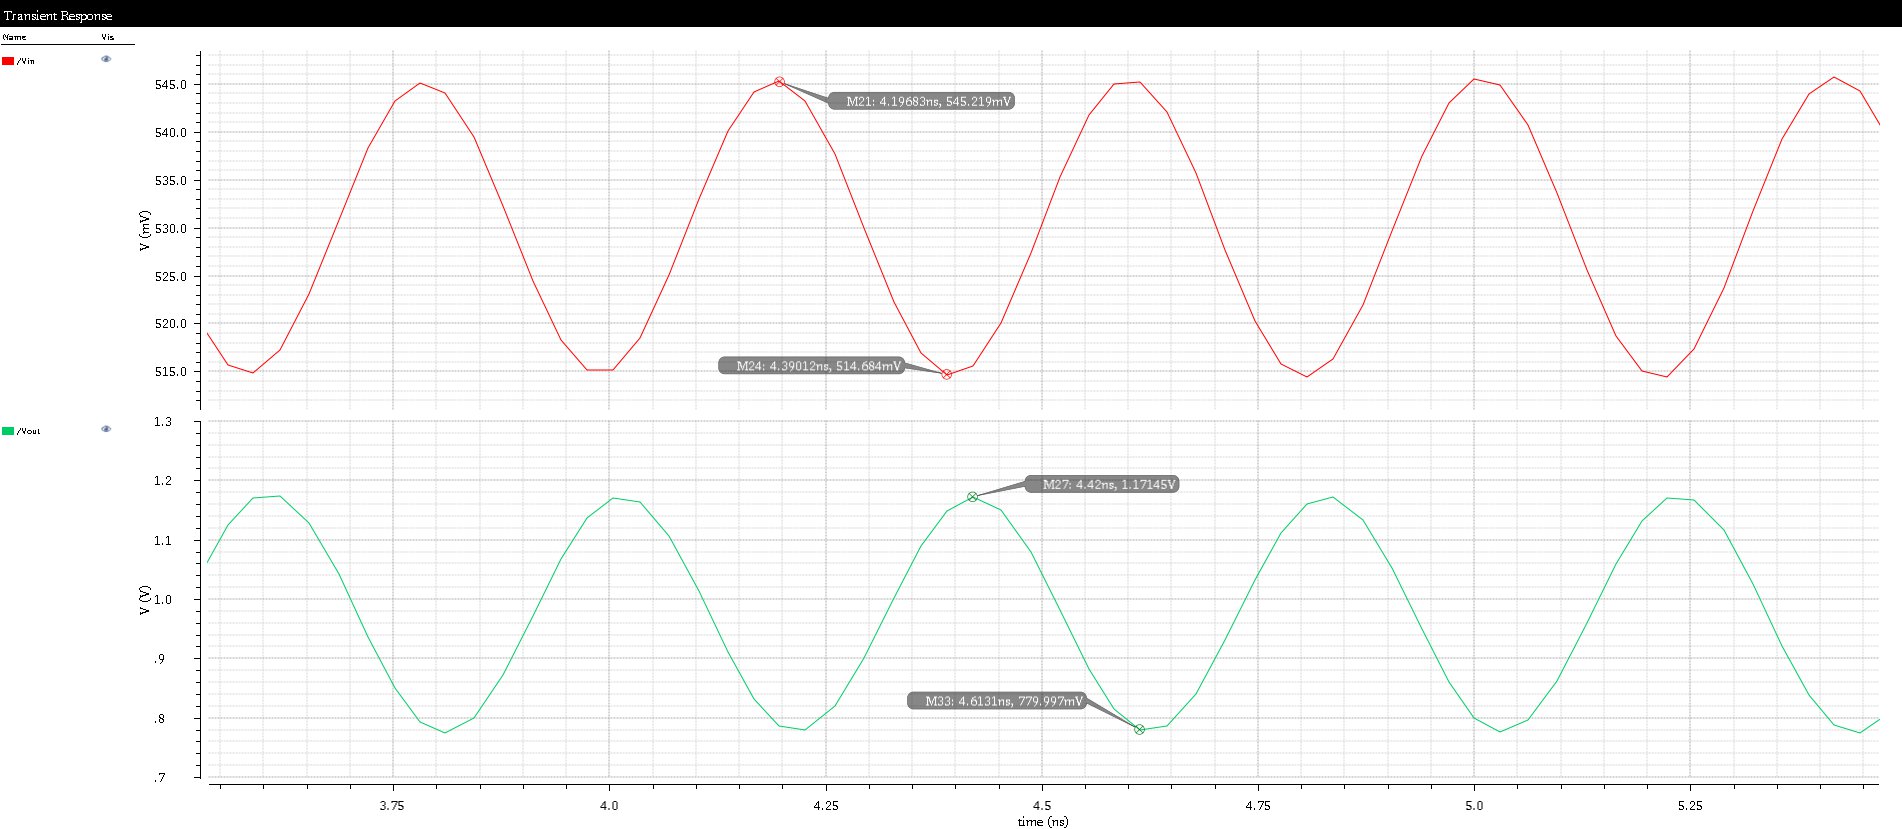 Transient Response
Name Vis
/Vin
545.0
540.0
535.0
530.0
525.0
520.0
515.0
V (mV)
M21: 4.19683ns, 545.219mV
M24: 4.39012ns, 514.684mV
/Vout
1.3
1.2
1.1
1.0
.9
.8
.7
V (V)
M27: 4.42ns, 1.17145V
M33: 4.6131ns, 779.997mV
3.75 4.0 4.25 4.5 4.75 5.0 5.25
time (ns)